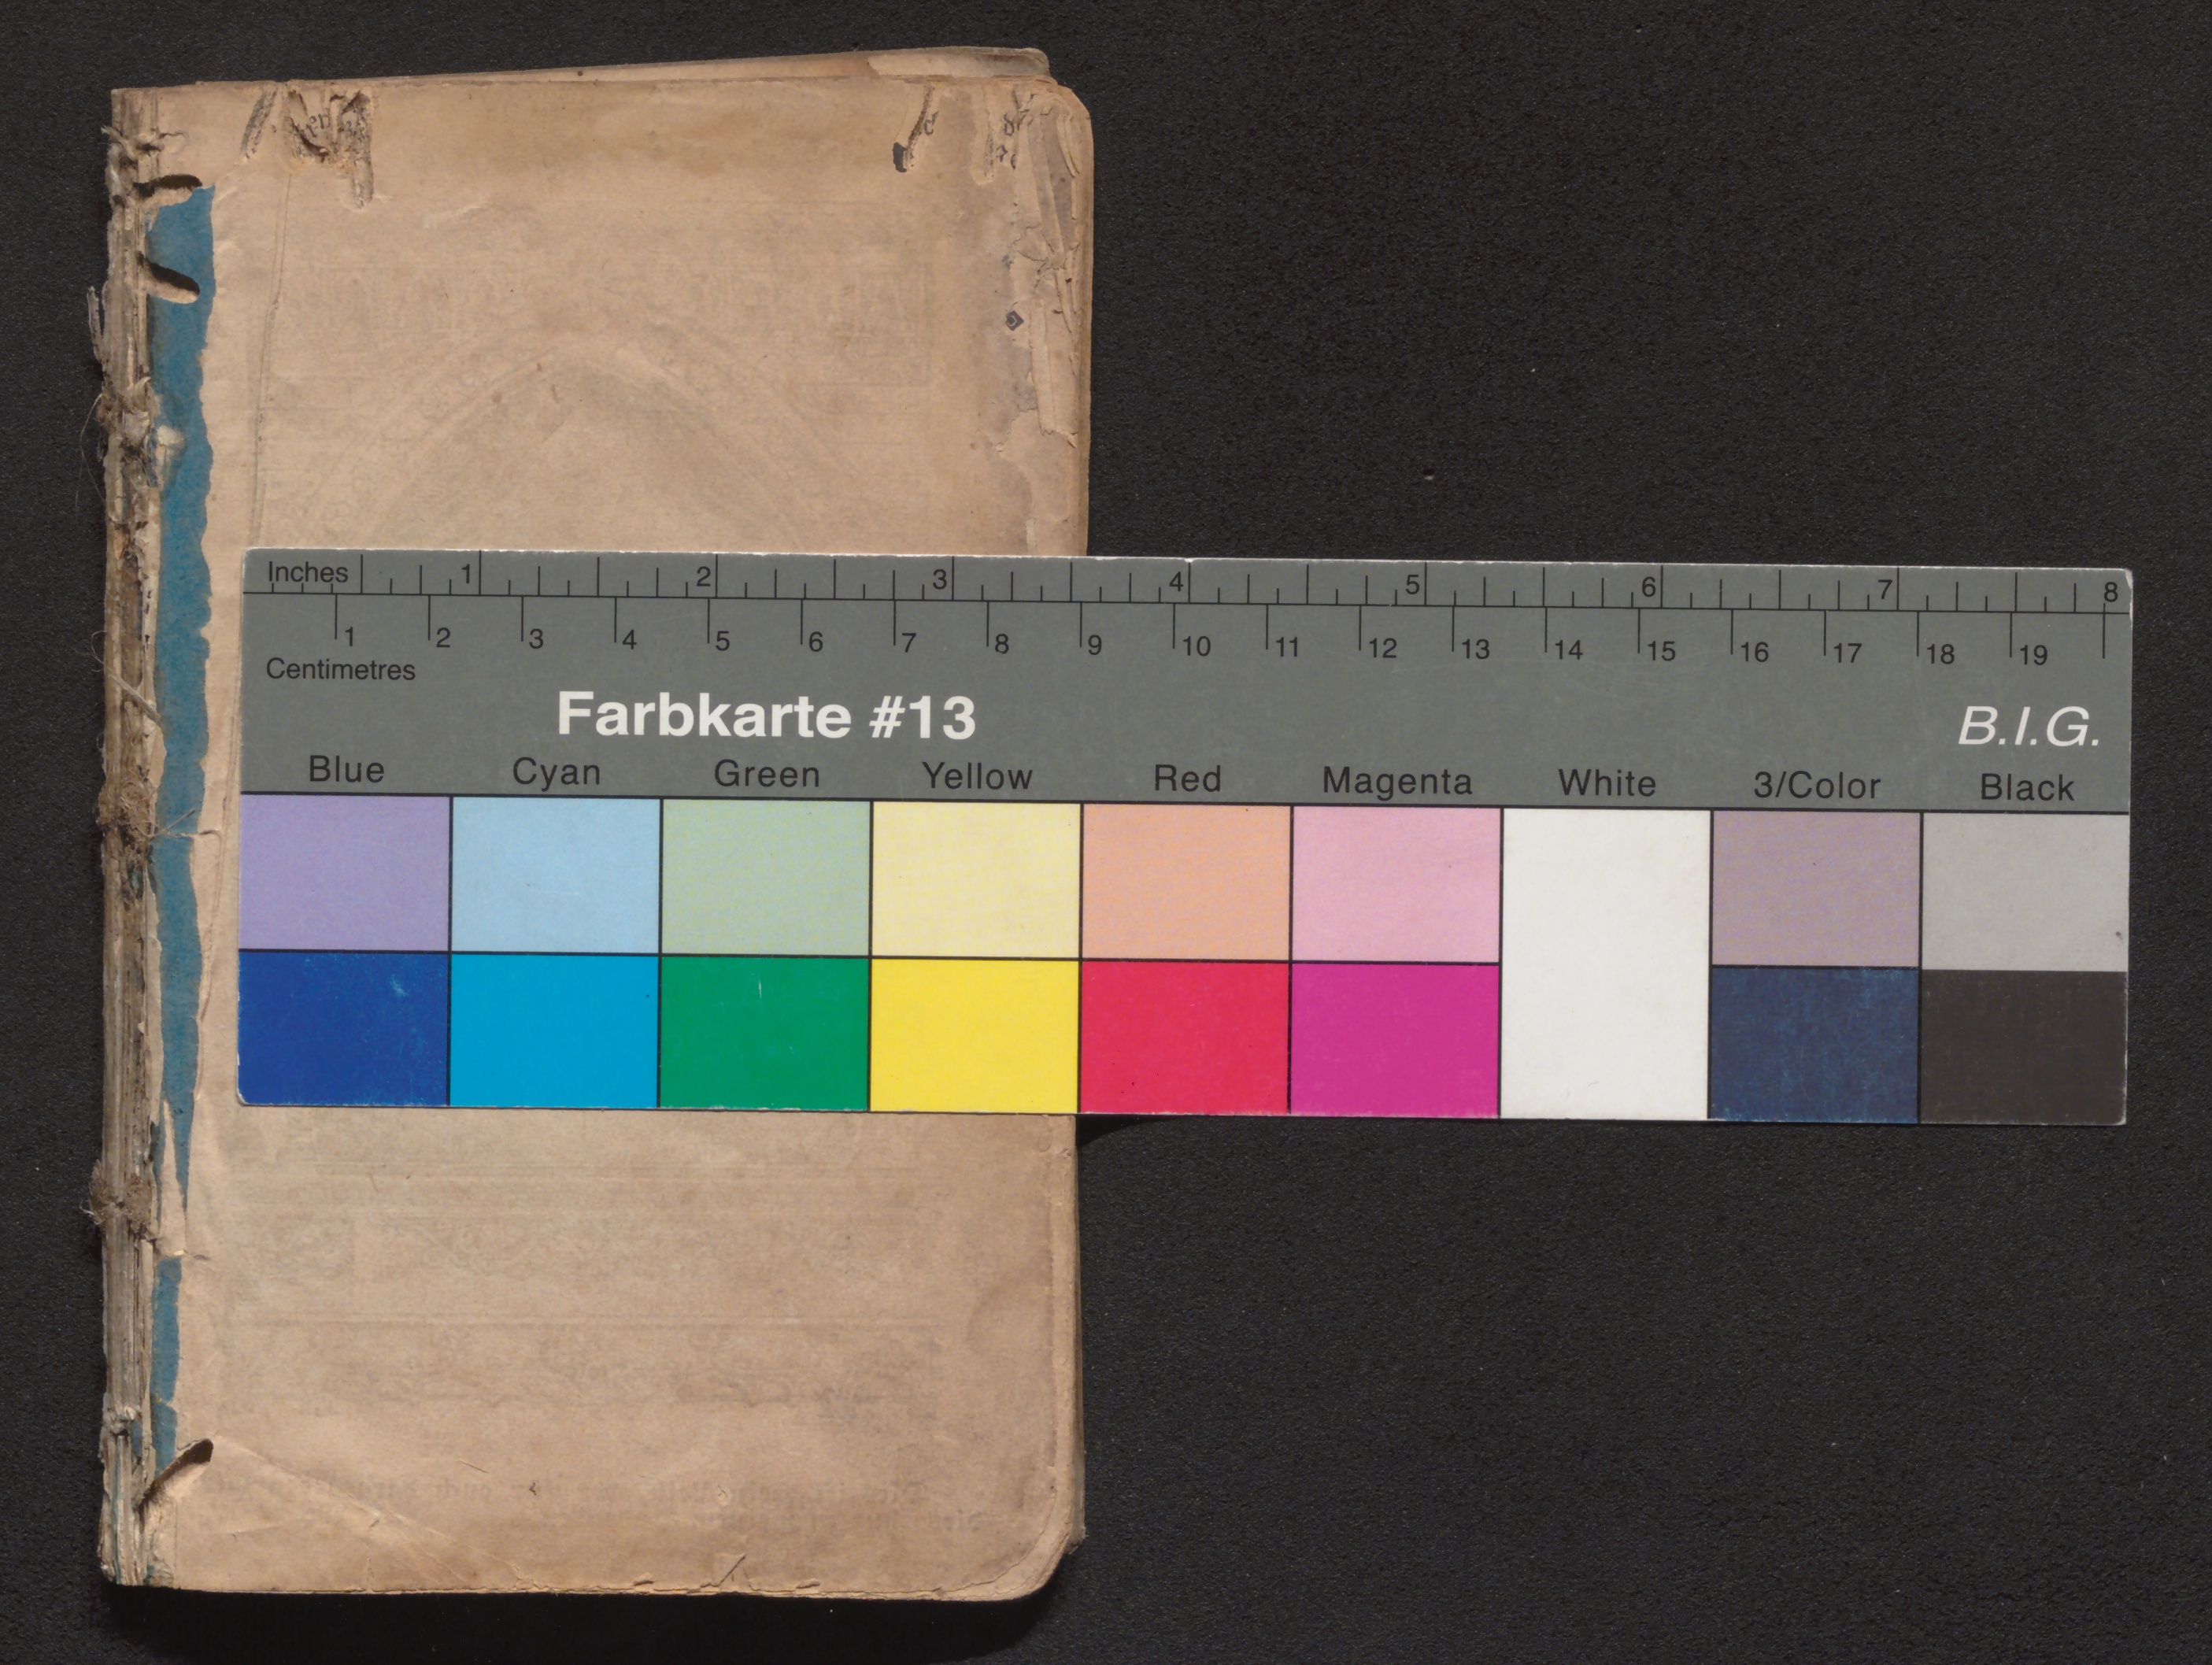 Inches 1 2 3 4 5 6 7 8
1 2 3 4 5 6 7 8 9 10 11 12 13 14 15 16 17 18 19
Centimetres
Farbkarte #13
B.I.G.
Blue Cyan Green Yellow Red Magenta White 3/Color Black